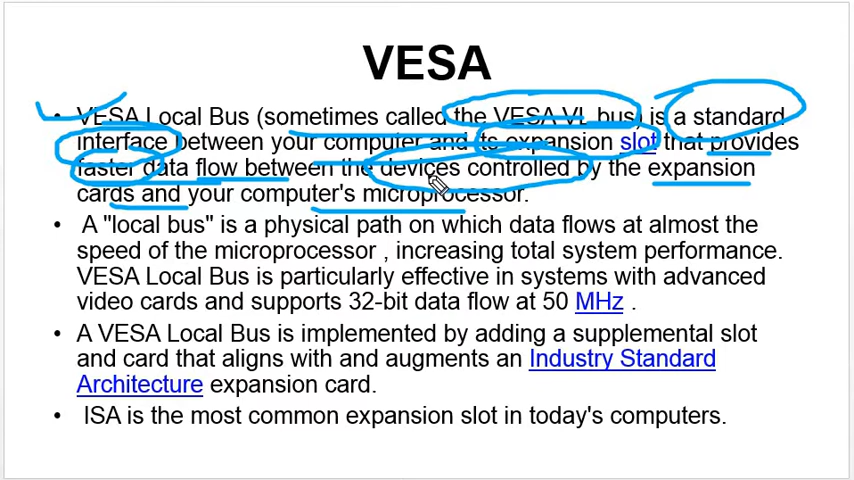 VESA
• VESA Local Bus (sometimes called the VESA VL bus) is a standard
interface between your computer and its expansion slot that provides
faster data flow between the devices controlled by the expansion
cards and your computer's microprocessor.
• A "local bus" is a physical path on which data flows at almost the
speed of the microprocessor , increasing total system performance.
VESA Local Bus is particularly effective in systems with advanced
video cards and supports 32-bit data flow at 50 MHz .
• A VESA Local Bus is implemented by adding a supplemental slot
and card that aligns with and augments an Industry Standard
Architecture expansion card.
• ISA is the most common expansion slot in today's computers.